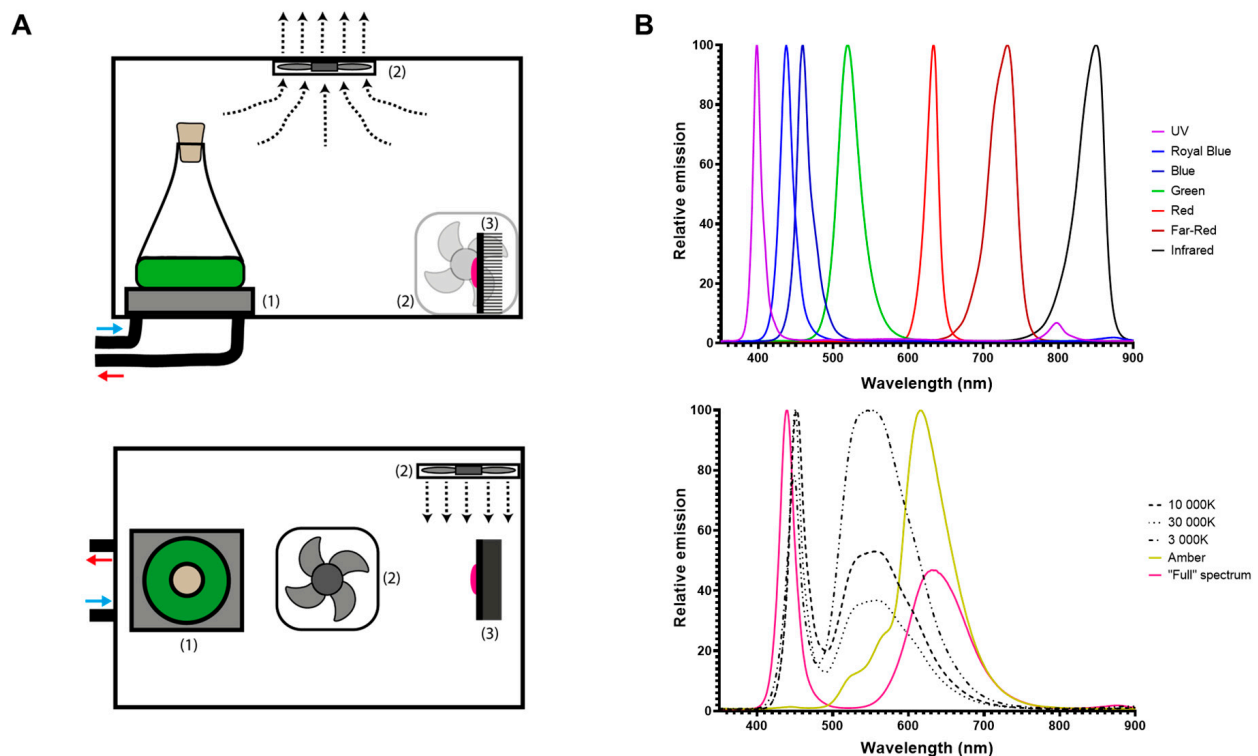 A
(2)
(3)
(2)
(1)
(2)
(2)
(1)
(3)
B
Relative emission
100
80
60
40
20
0
400 500 600 700 800 900
Wavelength (nm)
UV
Royal Blue
Blue
Green
Red
Far-Red
Infrared
Relative emission
100
80
60
40
20
0
400 500 600 700 800 900
Wavelength (nm)
10 000K
30 000K
3 000K
Amber
"Full" spectrum